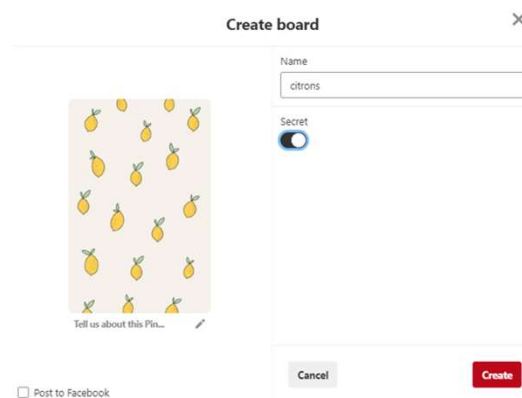 Create board
Name
citrons
Secret
Tell us about this Pin...
Cancel
Create
Post to Facebook